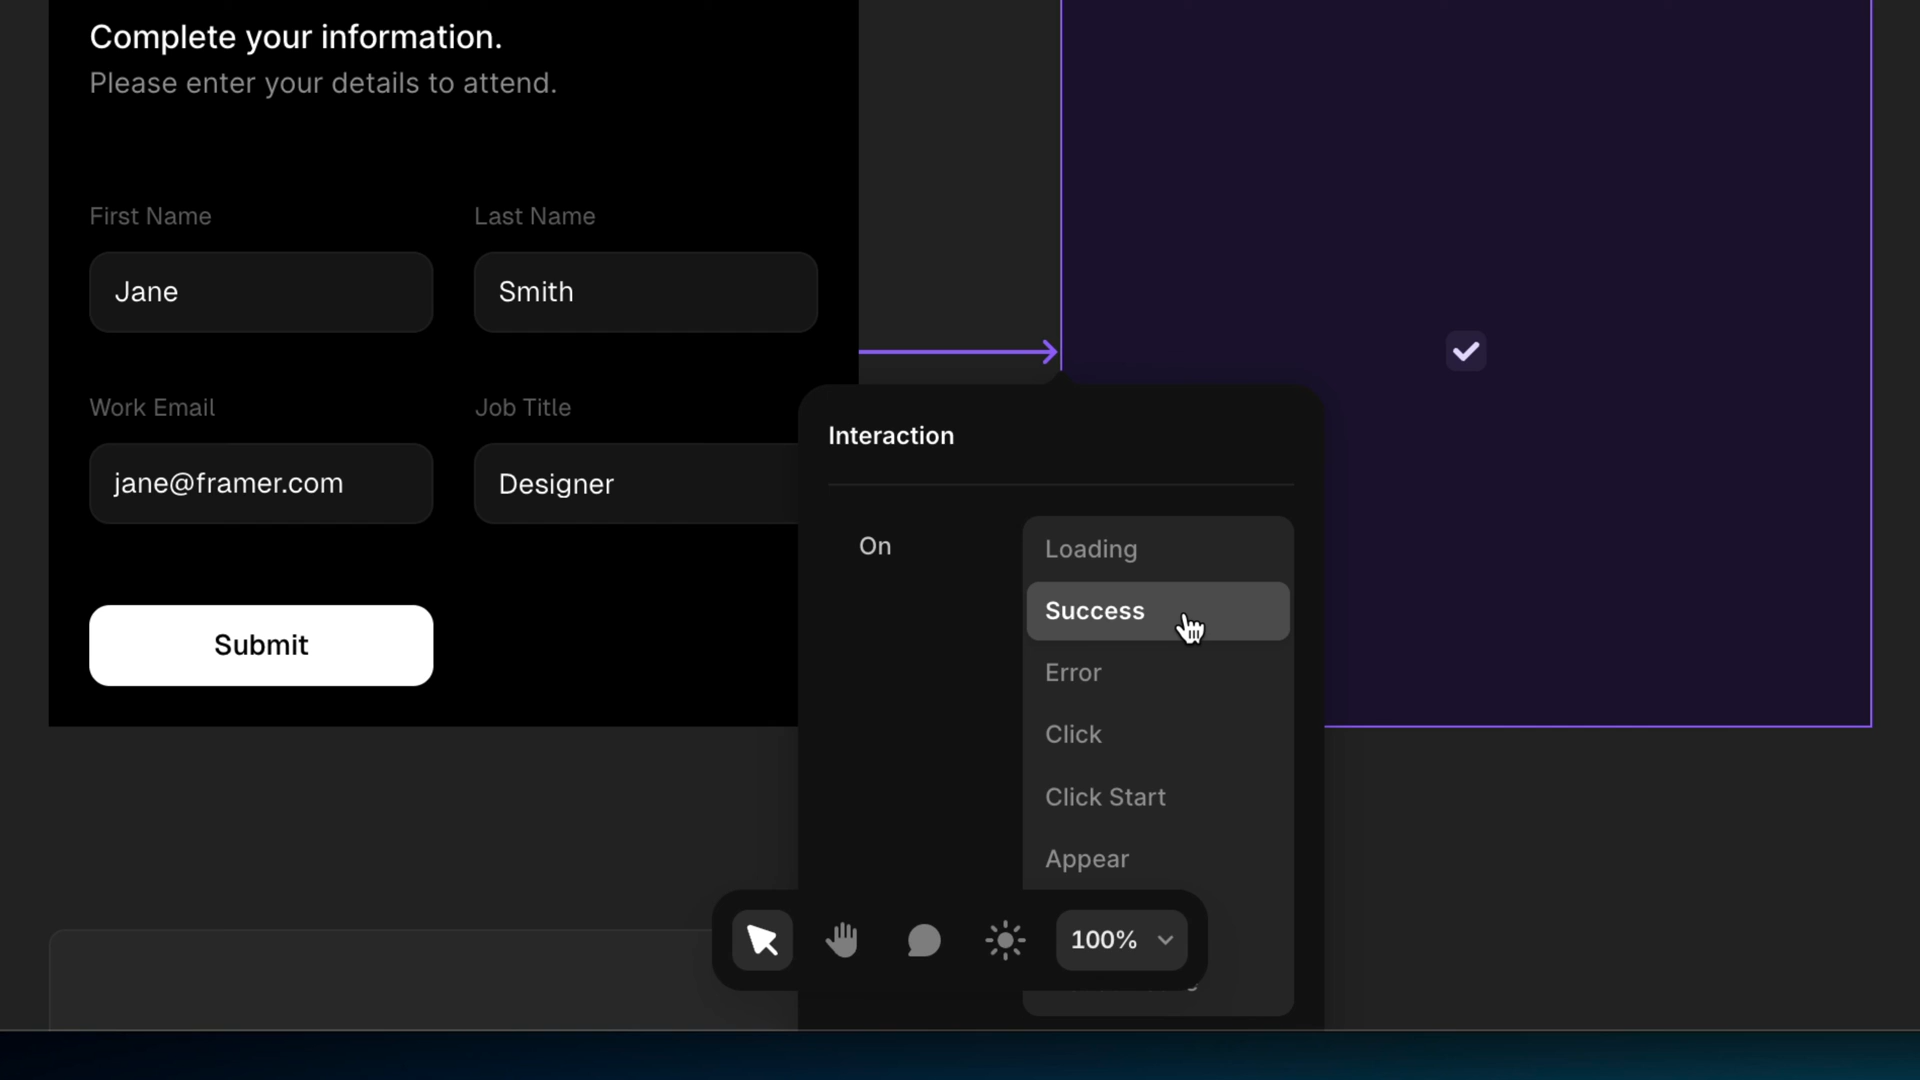 Complete your information.
Please enter your details to attend.
First Name
Last Name
Jane
Smith
Work Email
Job Title
jane@framer.com
Designer
Submit
Interaction
On
Loading
Success
Error
Click
Click Start
Appear
100%